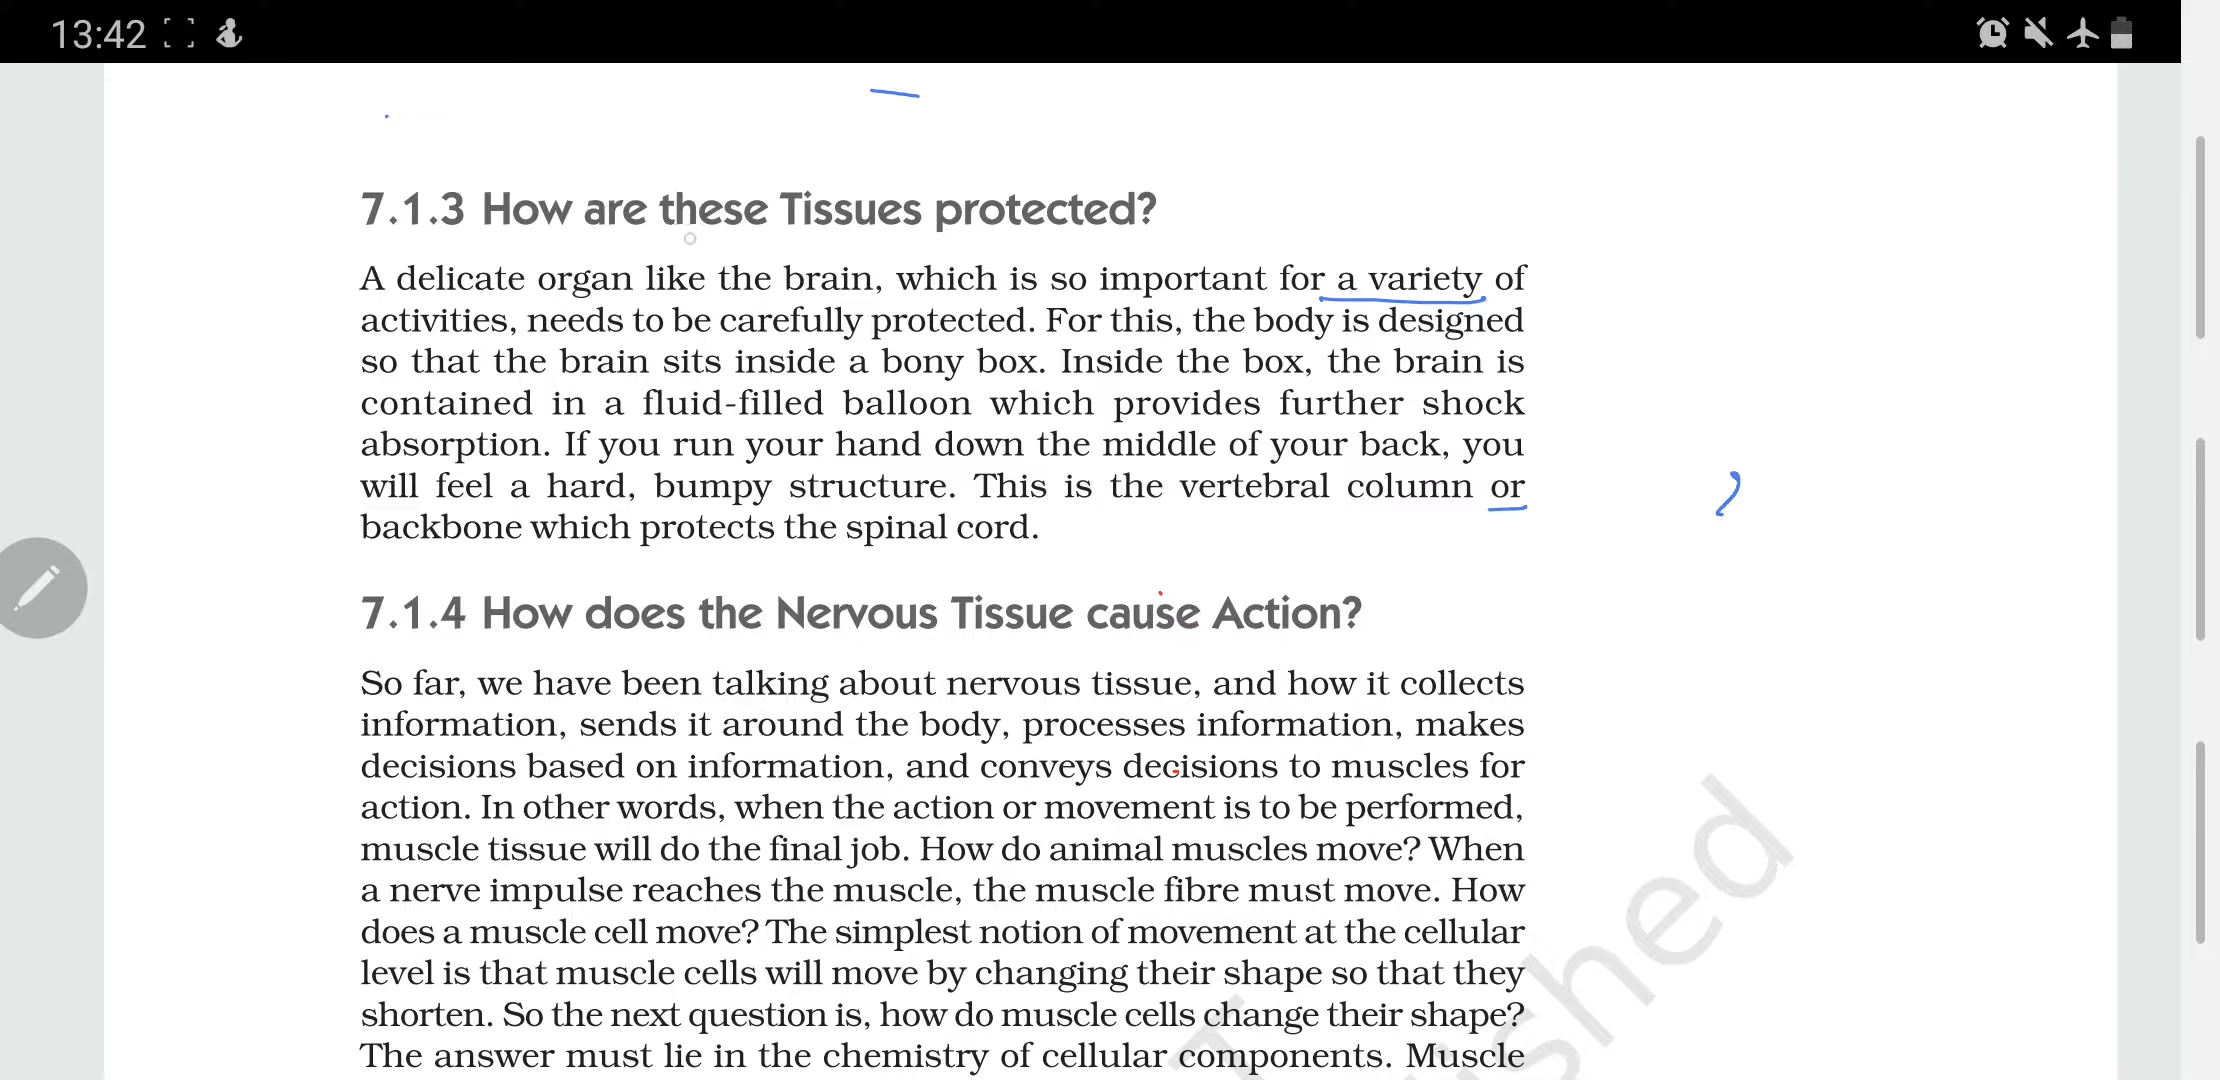 13:42
7.1.3 How are these Tissues protected?
A delicate organ like the brain, which is so important for a variety of
activities, needs to be carefully protected. For this, the body is designed
so that the brain sits inside a bony box. Inside the box, the brain is
contained in a fluid-filled balloon which provides further shock
absorption. If you run your hand down the middle of your back, you
will feel a hard, bumpy structure. This is the vertebral column or
backbone which protects the spinal cord.
7.1.4 How does the Nervous Tissue cause Action?
So far, we have been talking about nervous tissue, and how it collects
information, sends it around the body, processes information, makes
decisions based on information, and conveys decisions to muscles for
action. In other words, when the action or movement is to be performed,
muscle tissue will do the final job. How do animal muscles move? When
a nerve impulse reaches the muscle, the muscle fibre must move. How
does a muscle cell move? The simplest notion of movement at the cellular
level is that muscle cells will move by changing their shape so that they
shorten. So the next question is, how do muscle cells change their shape?
The answer must lie in the chemistry of cellular components. Muscle